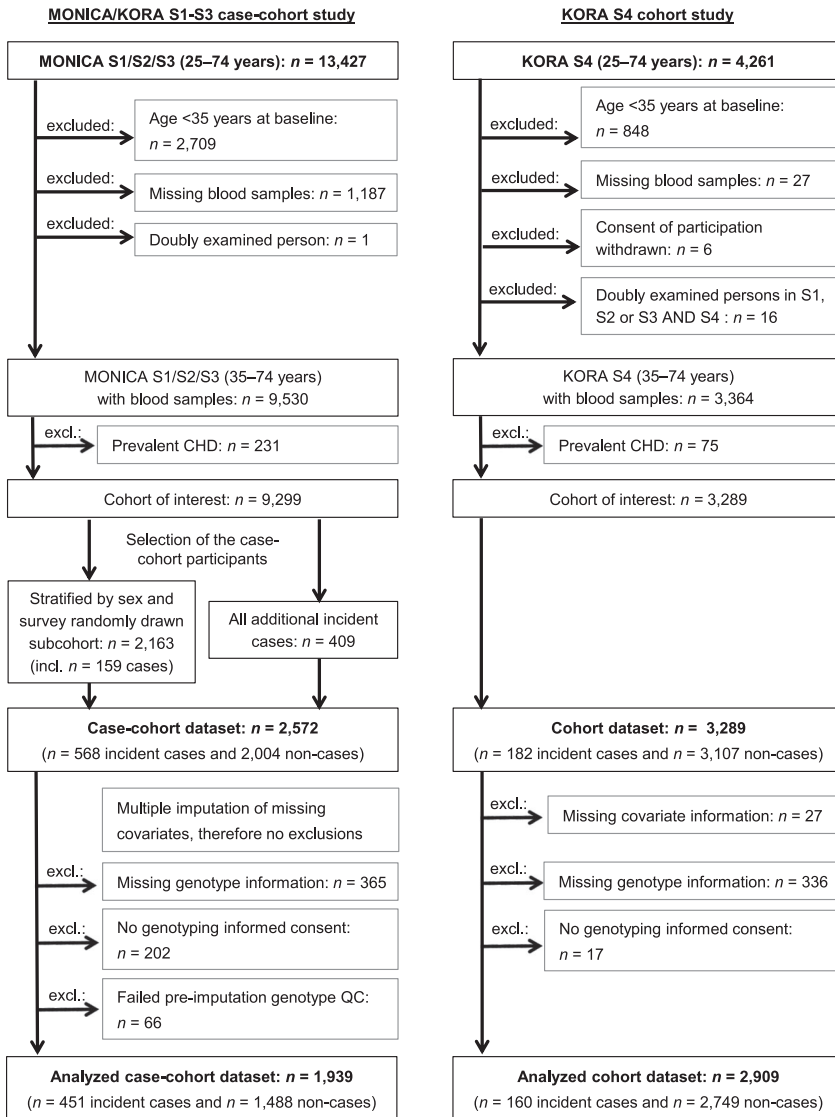 MONICA/KORA S1-S3 case-cohort study
MONICA S1/S2/S3 (25–74 years): n = 13,427
excluded:
Age <35 years at baseline:
n = 2,709
excluded:
Missing blood samples: n = 1,187
excluded:
Doubly examined person: n = 1
MONICA S1/S2/S3 (35–74 years)
with blood samples: n = 9,530
excl.:
Prevalent CHD: n = 231
Cohort of interest: n = 9,299
Selection of the case-
cohort participants
Stratified by sex and
survey randomly drawn
subcohort: n = 2,163
(incl. n = 159 cases)
All additional incident
cases: n = 409
Case-cohort dataset: n = 2,572
(n = 568 incident cases and 2,004 non-cases)
Multiple imputation of missing
covariates, therefore no exclusions
excl.:
Missing genotype information: n = 365
excl.:
No genotyping informed consent:
n = 202
excl.:
Failed pre-imputation genotype QC:
n = 66
Analyzed case-cohort dataset: n = 1,939
(n = 451 incident cases and n = 1,488 non-cases)
KORA S4 cohort study
KORA S4 (25–74 years): n = 4,261
excluded:
Age <35 years at baseline:
n = 848
excluded:
Missing blood samples: n = 27
excluded:
Consent of participation
withdrawn: n = 6
excluded:
Doubly examined persons in S1,
S2 or S3 AND S4 : n = 16
KORA S4 (35–74 years)
with blood samples: n = 3,364
excl.:
Prevalent CHD: n = 75
Cohort of interest: n = 3,289
Cohort dataset: n = 3,289
(n = 182 incident cases and n = 3,107 non-cases)
excl.:
Missing covariate information: n = 27
excl.:
Missing genotype information: n = 336
excl.:
No genotyping informed consent:
n = 17
Analyzed cohort dataset: n = 2,909
(n = 160 incident cases and n = 2,749 non-cases)